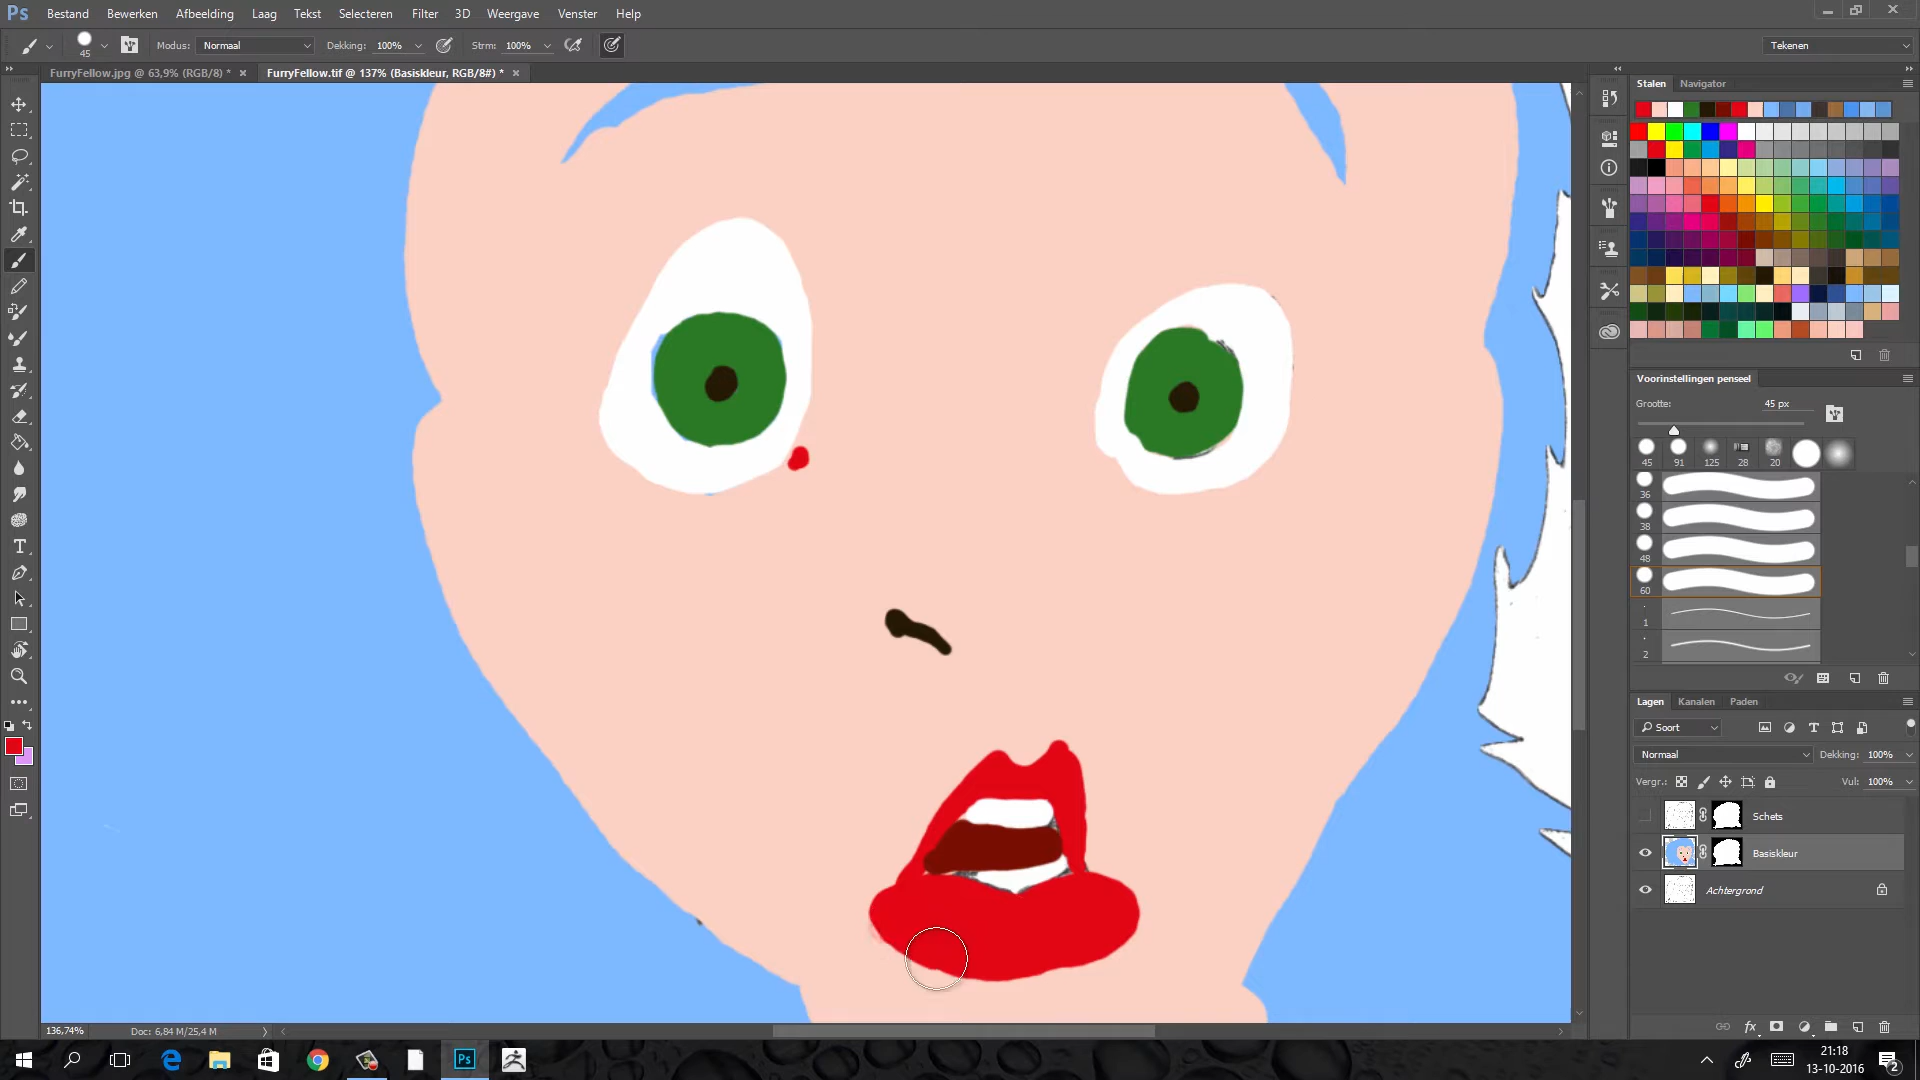 Ps Bestand Bewerken Afbeelding Laag Tekst Selecteren Filter 3D Weergave Venster Help
45 Modus: Normaal Dekking: 100% Strm: 100% Tekenen
FurryFellow.jpg @ 63,9% (RGB/8) * × FurryFellow.tif @ 137% (Basiskleur, RGB/8#) * ×
Stalen Navigator
Voorinstellingen penseel
Grootte: 45 px
45 91 125 28 20
36
38
48
60
1
2
Lagen Kanalen Paden
Soort
Normaal Dekking: 100%
Vergr.: Vul: 100%
Schets
Basiskleur
Achtergrond
fx
136,74% Doc: 6,84 M/25,4 M
Ps
21:18
13-10-2016
2